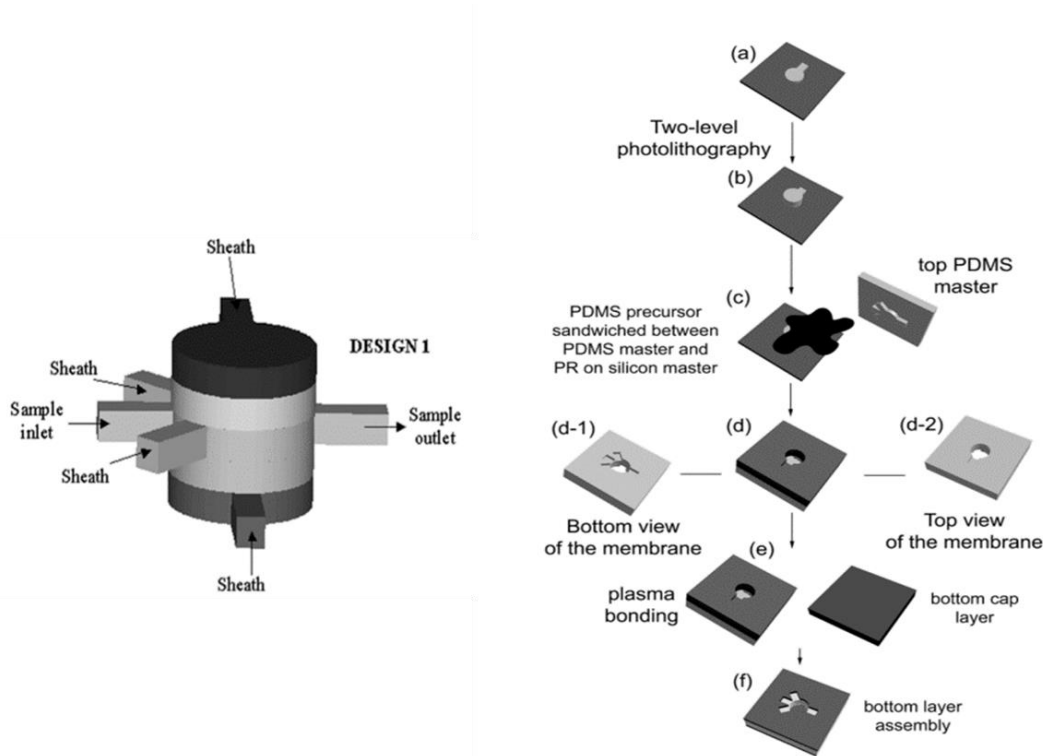 Sheath
DESIGN 1
Sheath
Sample
inlet
Sample
outlet
Sheath
Sheath
(a)
Two-level
photolithography
(b)
(c)
top PDMS
master
PDMS precursor
sandwiched between
PDMS master and
PR on silicon master
(d-1)
(d)
(d-2)
Bottom view
of the membrane
Top view
of the membrane
(e)
plasma
bonding
bottom cap
layer
(f)
bottom layer
assembly